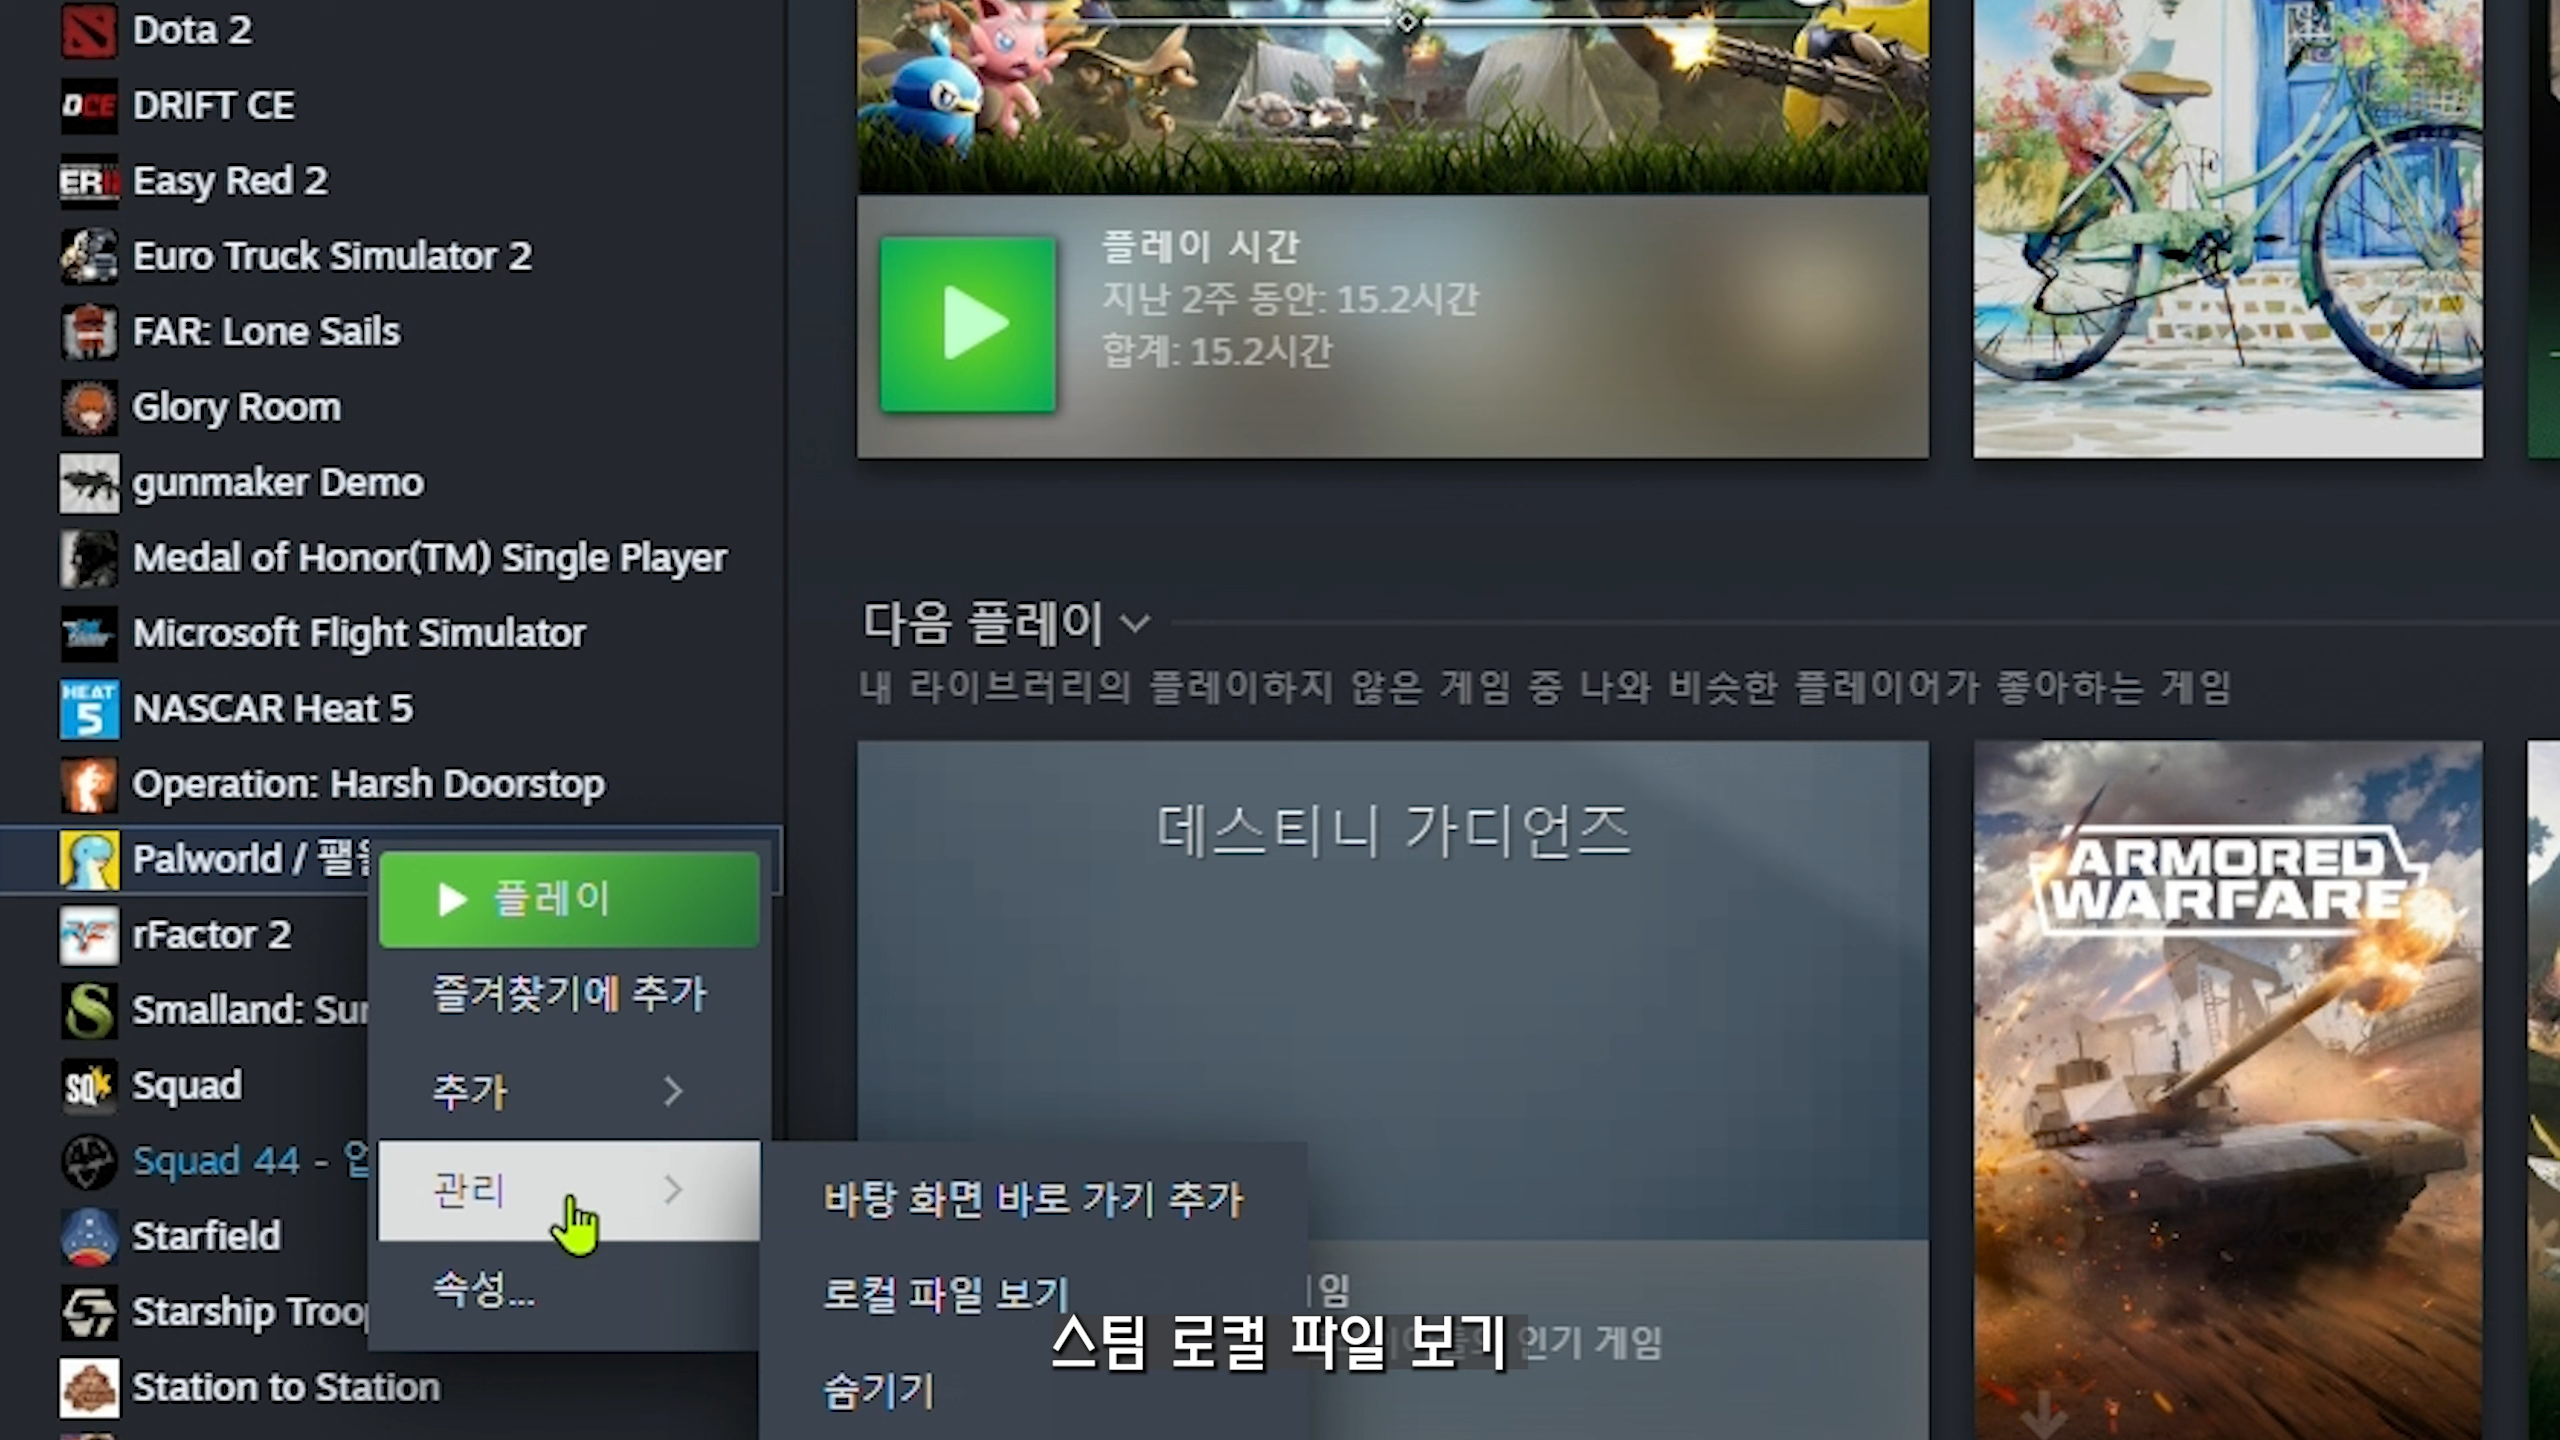 Dota 2
DCE DRIFT CE
ER Easy Red 2
Euro Truck Simulator 2
FAR: Lone Sails
Glory Room
gunmaker Demo
Medal of Honor(TM) Single Player
Microsoft Flight Simulator
HEAT 5 NASCAR Heat 5
Operation: Harsh Doorstop
Palworld /
rFactor 2
Smalland:
SQ Squad
Squad 44 -
Starfield
Starship
Station to Station
플레이
즐겨찾기에 추가
추가
관리
속성...
바탕 화면 바로 가기 추가
로컬 파일 보기
숨기기
플레이 시간
지난 2주 동안: 15.2시간
합계: 15.2시간
다음 플레이
내 라이브러리의 플레이하지 않은 게임 중 나와 비슷한 플레이어가 좋아하는 게임
데스티니 가디언즈
ARMORED
WARFARE
인기 게임
스팀 로컬 파일 보기